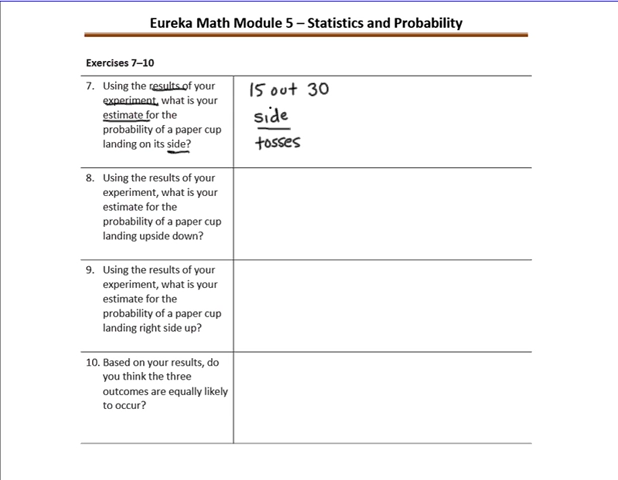 Eureka Math Module 5 – Statistics and Probability
Exercises 7–10
7. Using the results of your
experiment, what is your
estimate for the
probability of a paper cup
landing on its side?
15 out 30
side
tosses
8. Using the results of your
experiment, what is your
estimate for the
probability of a paper cup
landing upside down?
9. Using the results of your
experiment, what is your
estimate for the
probability of a paper cup
landing right side up?
10. Based on your results, do
you think the three
outcomes are equally likely
to occur?